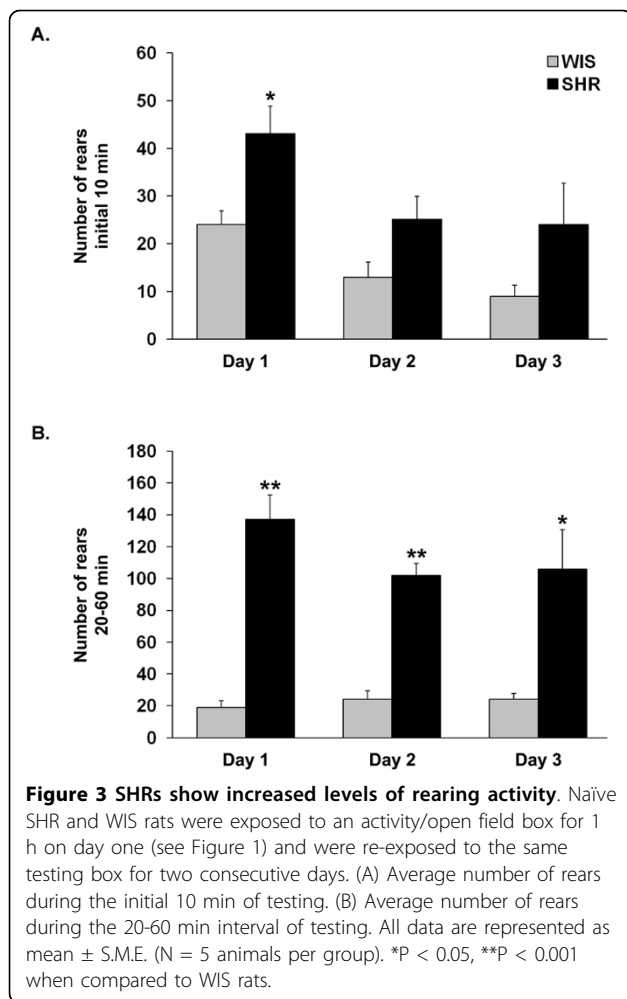 A.
60
50
40
30
20
10
0
Number of rears
initial 10 min
WIS
SHR
*
Day 1
Day 2
Day 3
B.
180
160
140
120
100
80
60
40
20
0
Number of rears
20-60 min
**
**
*
Day 1
Day 2
Day 3
Figure 3 SHRs show increased levels of rearing activity. Naïve
SHR and WIS rats were exposed to an activity/open field box for 1
h on day one (see Figure 1) and were re-exposed to the same
testing box for two consecutive days. (A) Average number of rears
during the initial 10 min of testing. (B) Average number of rears
during the 20-60 min interval of testing. All data are represented as
mean ± S.M.E. (N = 5 animals per group). *P < 0.05, **P < 0.001
when compared to WIS rats.